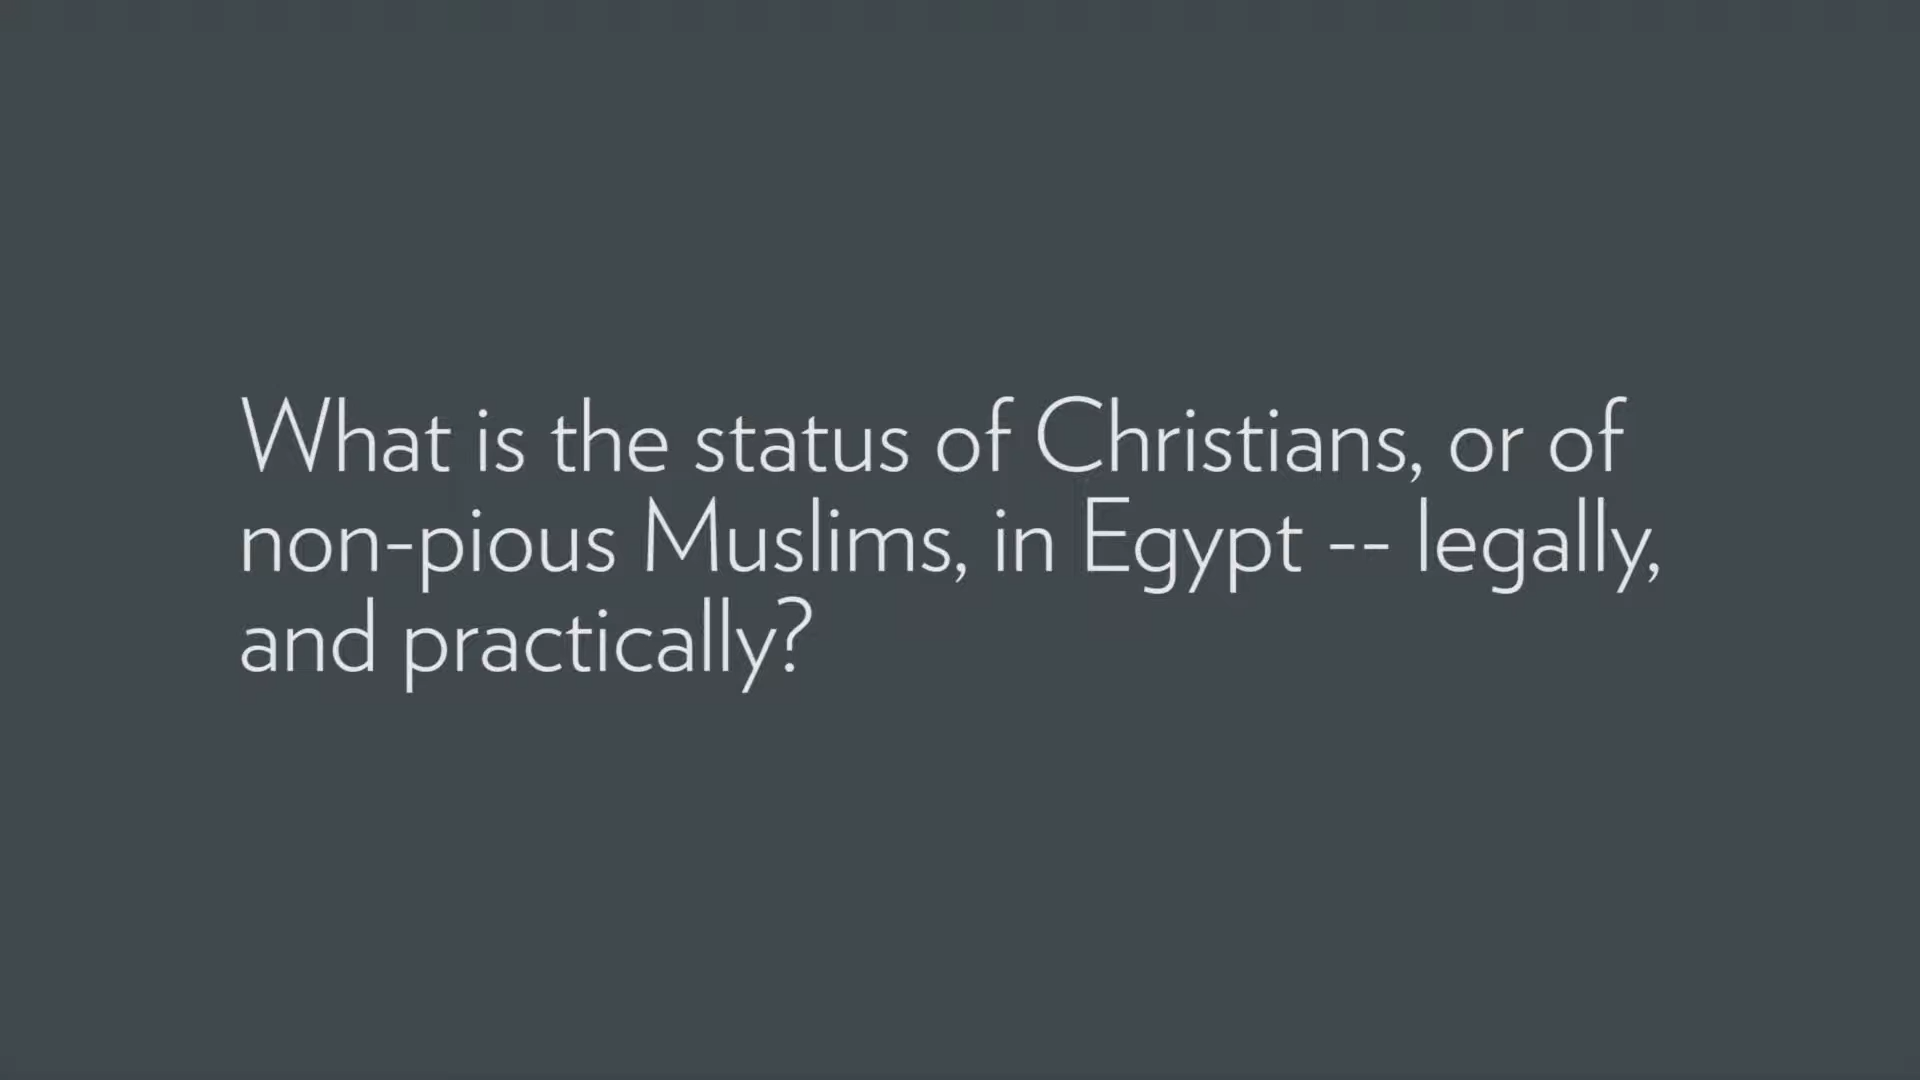 What is the status of Christians, or of
non-pious Muslims, in Egypt -- legally,
and practically?